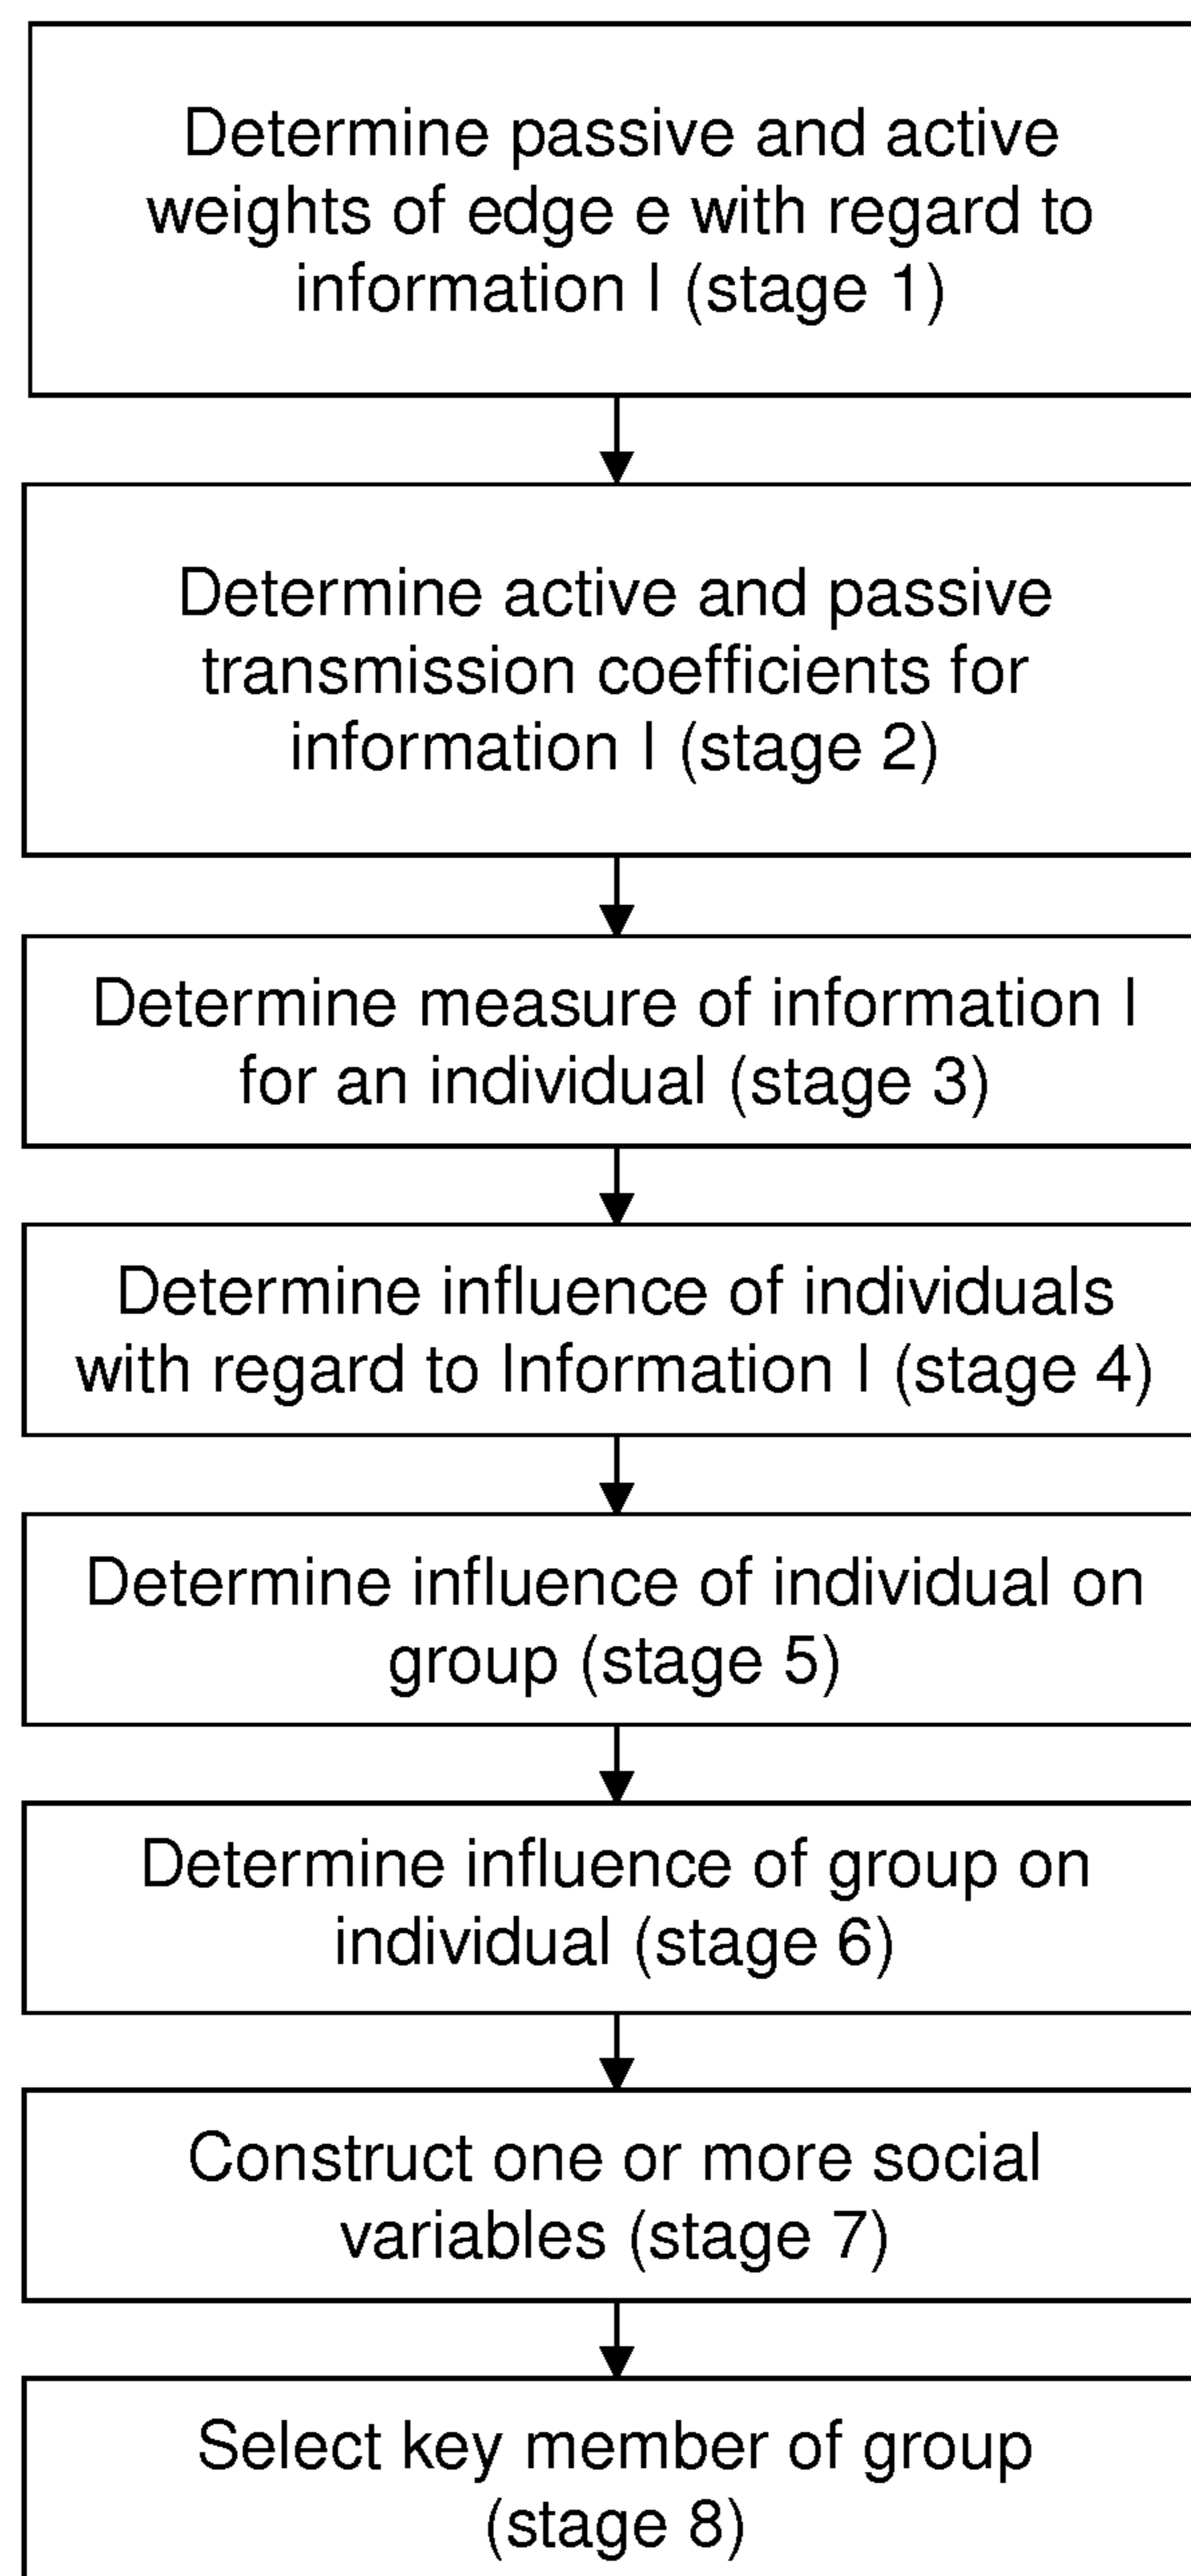 Determine passive and active
weights of edge e with regard to
information I (stage 1)
Determine active and passive
transmission coefficients for
information I (stage 2)
Determine measure of information I
for an individual (stage 3)
Determine influence of individuals
with regard to Information I (stage 4)
Determine influence of individual on
group (stage 5)
Determine influence of group on
individual (stage 6)
Construct one or more social
variables (stage 7)
Select key member of group
(stage 8)